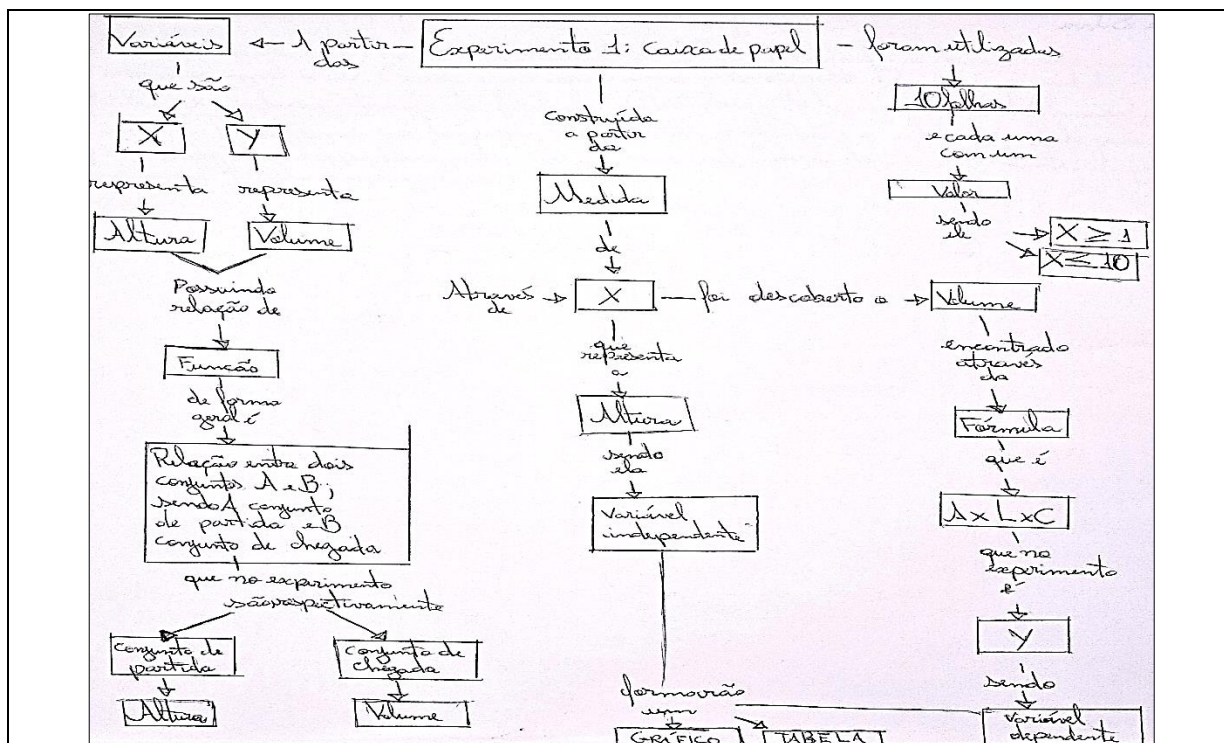 Variáveis
A partir
das
Experimento 1: Caixa de papel
foram utilizadas
que são
X
Y
representa
representa
Altura
Volume
Possuindo
relação de
Função
de forma
geral é
Relação entre dois
conjuntos A e B;
sendo A conjunto
de partida e B
conjunto de chegada
que no experimento
são respectivamente
conjunto de
partida
conjunto de
chegada
Altura
Volume
Construída
a partir
da
Medida
de
Através
de
X
foi descoberto o
Volume
que
representa
a
Altura
sendo
ela
Variável
independente
formarão
um
GRÁFICO
TABELA
10 folhas
e cada uma
com um
Valor
sendo
ele
X ≥ 1
X ≤ 10
encontrado
através
da
Fórmula
que é
A x L x C
que no
experimento
é
Y
sendo
Variável
dependente